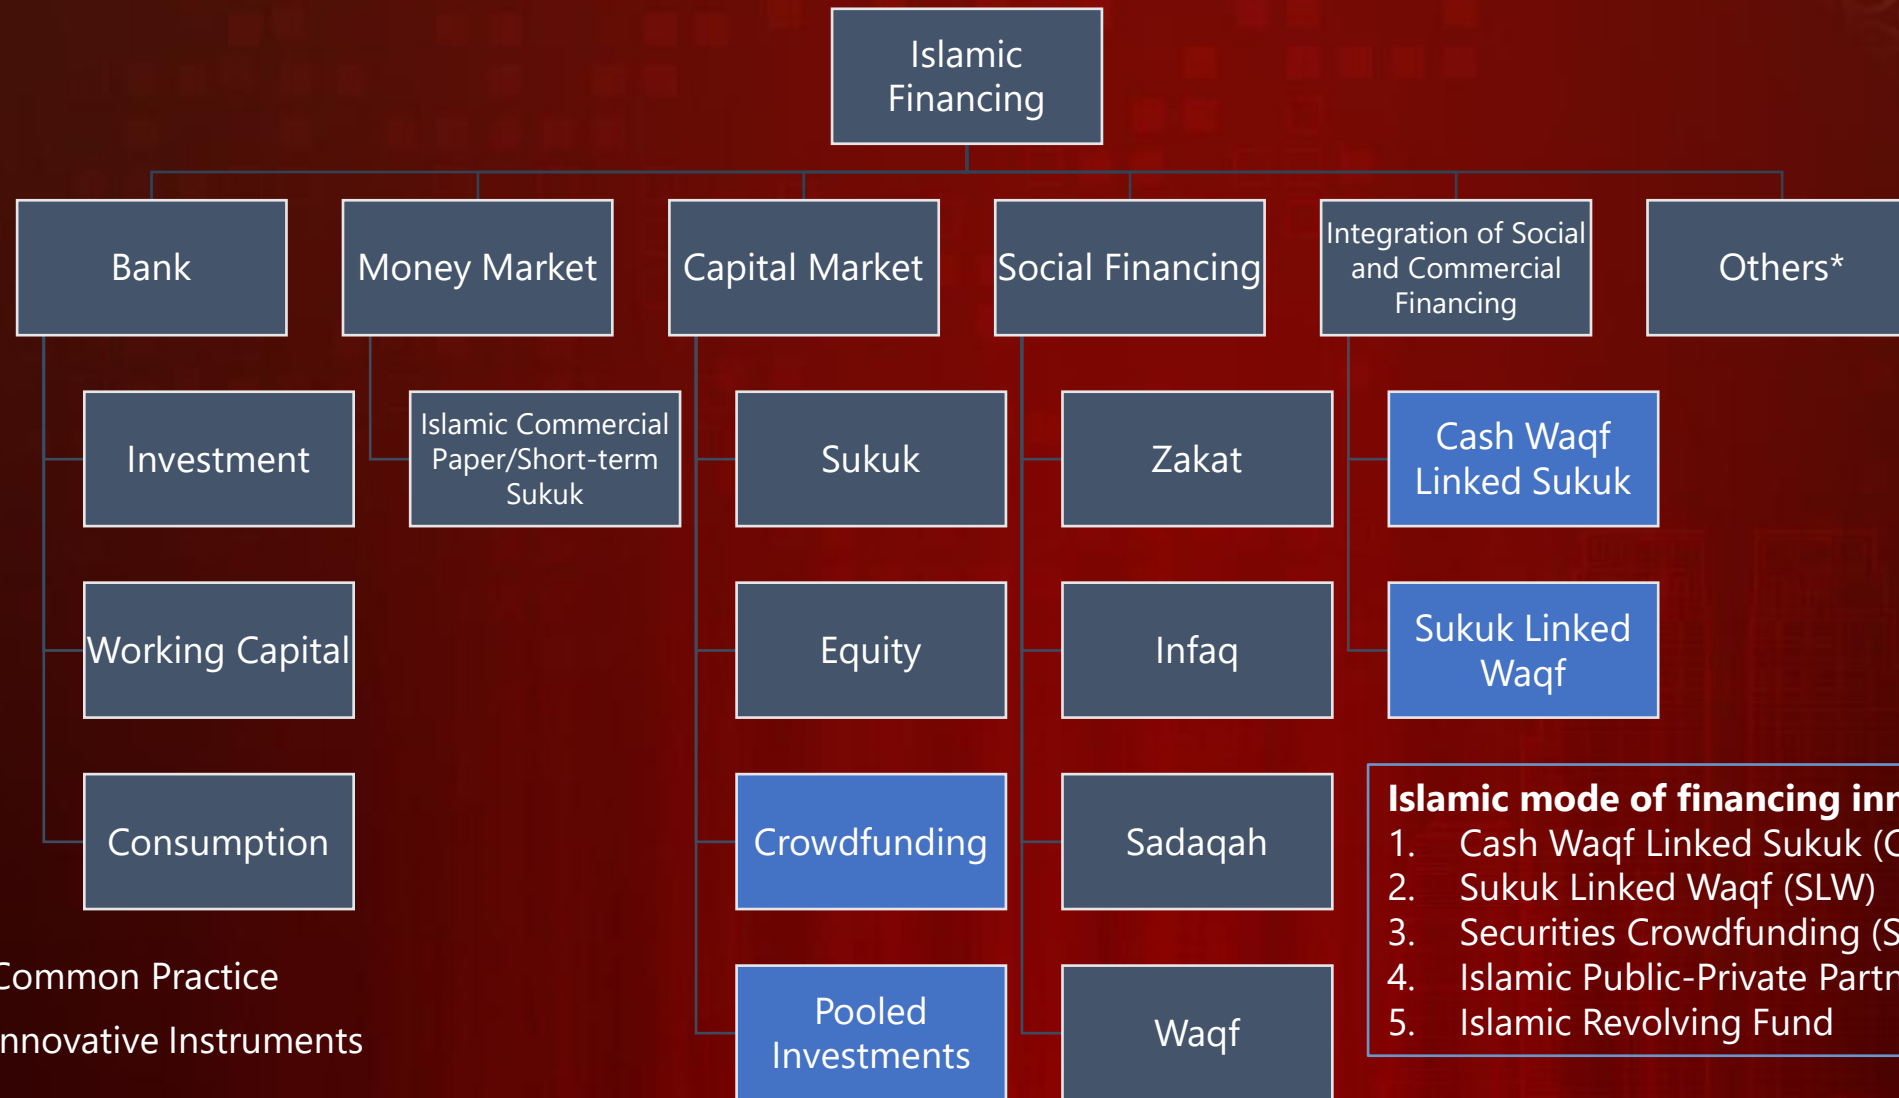 Islamic
Financing
Bank
Money Market
Capital Market
Social Financing
Integration of Social
and Commercial
Financing
Others*
Investment
Islamic Commercial
Paper/Short-term
Sukuk
Sukuk
Zakat
Cash Waqf
Linked Sukuk
Working Capital
Equity
Infaq
Sukuk Linked
Waqf
Consumption
Crowdfunding
Sadaqah
Pooled
Investments
Waqf
Common Practice
Innovative Instruments
Islamic mode of financing
1. Cash Waqf Linked Sukuk
2. Sukuk Linked Waqf (SLW)
3. Securities Crowdfunding
4. Islamic Public-Private
5. Islamic Revolving Fund